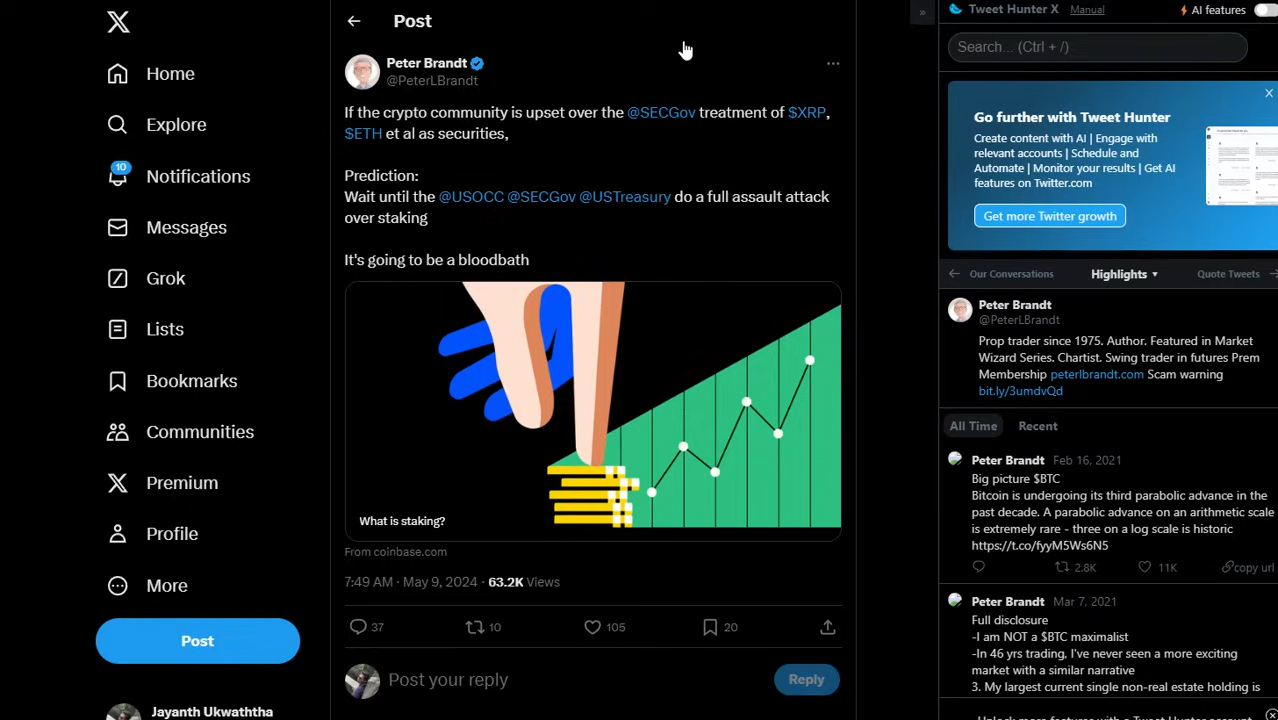 Home
Explore
10
Notifications
Messages
Grok
Lists
Bookmarks
Communities
Premium
Profile
More
Post
Jayanth Ukwaththa
Post
Peter Brandt
@PeterLBrandt
If the crypto community is upset over the @SECGov treatment of $XRP,
$ETH et al as securities,
Prediction:
Wait until the @USOCC @SECGov @USTreasury do a full assault attack
over staking
It's going to be a bloodbath
What is staking?
From coinbase.com
7:49 AM · May 9, 2024 · 63.2K Views
37
10
105
20
Post your reply
Reply
»
Tweet Hunter X
Manual
AI features
Search... (Ctrl + /)
Go further with Tweet Hunter
Create content with AI | Engage with
relevant accounts | Schedule and
Automate | Monitor your results | Get AI
features on Twitter.com
Get more Twitter growth
Our Conversations
Highlights
Quote Tweets
Peter Brandt
@PeterLBrandt
Prop trader since 1975. Author. Featured in Market
Wizard Series. Chartist. Swing trader in futures Prem
Membership peterlbrandt.com Scam warning
bit.ly/3umdvQd
All Time
Recent
Peter Brandt Feb 16, 2021
Big picture $BTC
Bitcoin is undergoing its third parabolic advance in the
past decade. A parabolic advance on an arithmetic scale
is extremely rare - three on a log scale is historic
https://t.co/fyyM5Ws6N5
2.8K
11K
copy url
Peter Brandt Mar 7, 2021
Full disclosure
-I am NOT a $BTC maximalist
-In 46 yrs trading, I've never seen a more exciting
market with a similar narrative
3. My largest current single non-real estate holding is